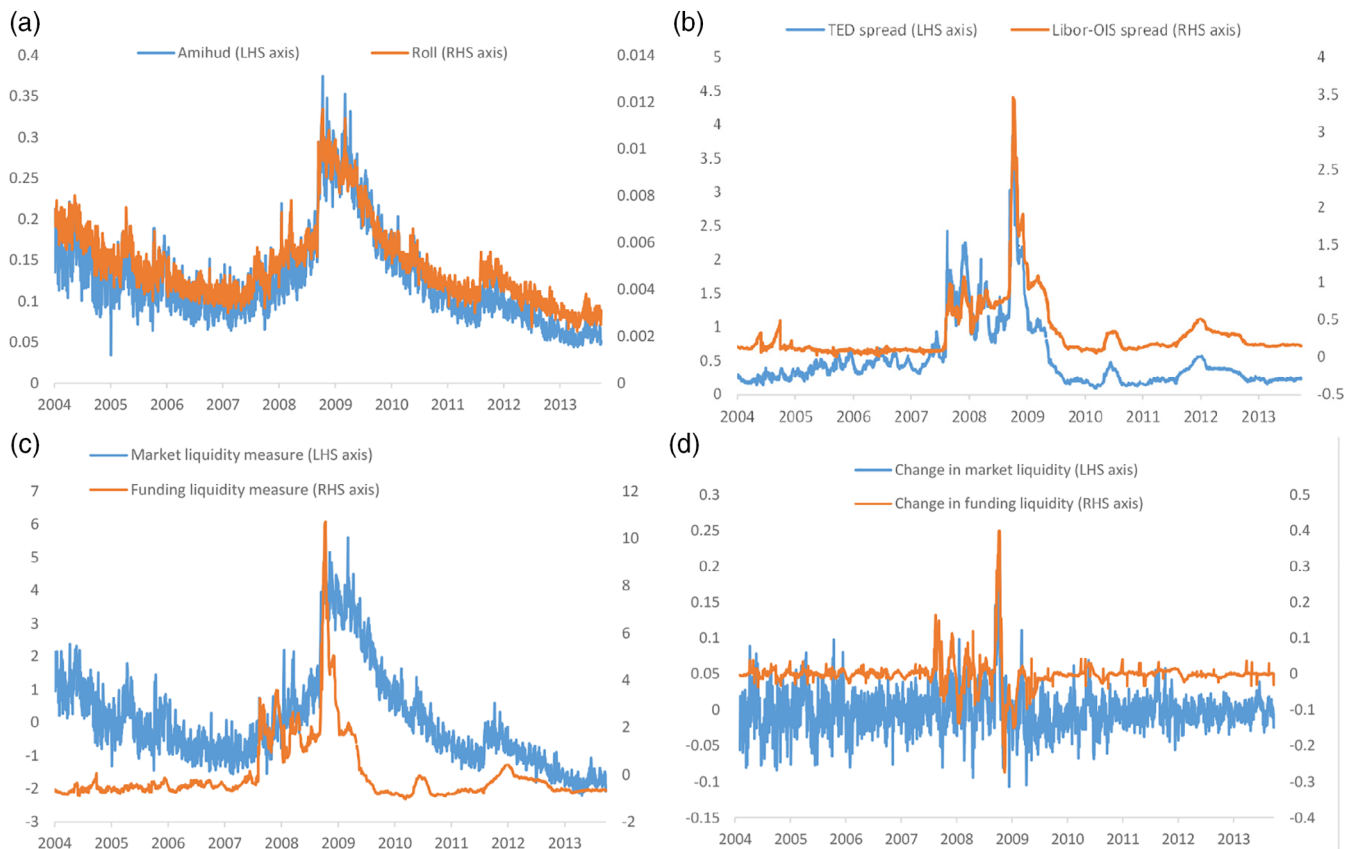 (a)
Amihud (LHS axis) Roll (RHS axis)
0.4 0.014
0.35 0.012
0.3 0.01
0.25 0.008
0.2
0.15 0.006
0.1 0.004
0.05 0.002
0 0
2004 2005 2006 2007 2008 2009 2010 2011 2012 2013
(b)
TED spread (LHS axis) Libor-OIS spread (RHS axis)
5 4
4.5 3.5
4 3
3.5 2.5
3 2
2.5 1.5
2 1
1.5 0.5
1 0
0.5 -0.5
0
2004 2005 2006 2007 2008 2009 2010 2011 2012 2013
(c)
Market liquidity measure (LHS axis)
Funding liquidity measure (RHS axis)
7 12
6 10
5 8
4 6
3 4
2 2
1 0
0 -2
-1
-2
-3
2004 2005 2006 2007 2008 2009 2010 2011 2012 2013
(d)
Change in market liquidity (LHS axis)
Change in funding liquidity (RHS axis)
0.3 0.5
0.25 0.4
0.2 0.3
0.15 0.2
0.1 0.1
0.05 0
0 -0.1
-0.05 -0.2
-0.1 -0.3
-0.15 -0.4
2004 2005 2006 2007 2008 2009 2010 2011 2012 2013